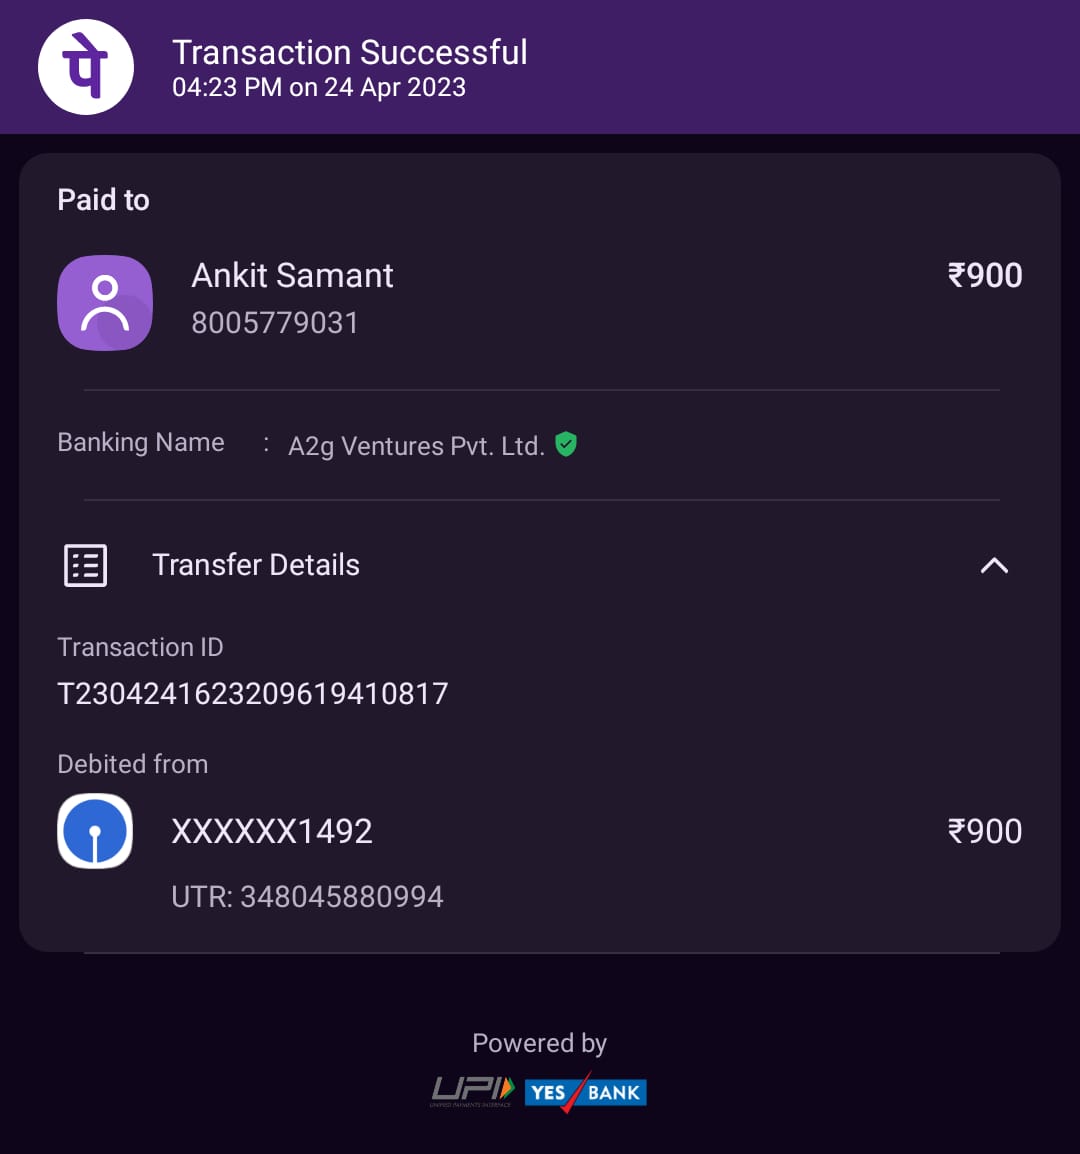 पे
Transaction Successful
04:23 PM on 24 Apr 2023
Paid to
Ankit Samant
₹900
8005779031
Banking Name : A2g Ventures Pvt. Ltd.
Transfer Details
Transaction ID
T2304241623209619410817
Debited from
XXXXXX1492
₹900
UTR: 348045880994
Powered by
UPI
UNIFIED PAYMENTS INTERFACE
YES BANK